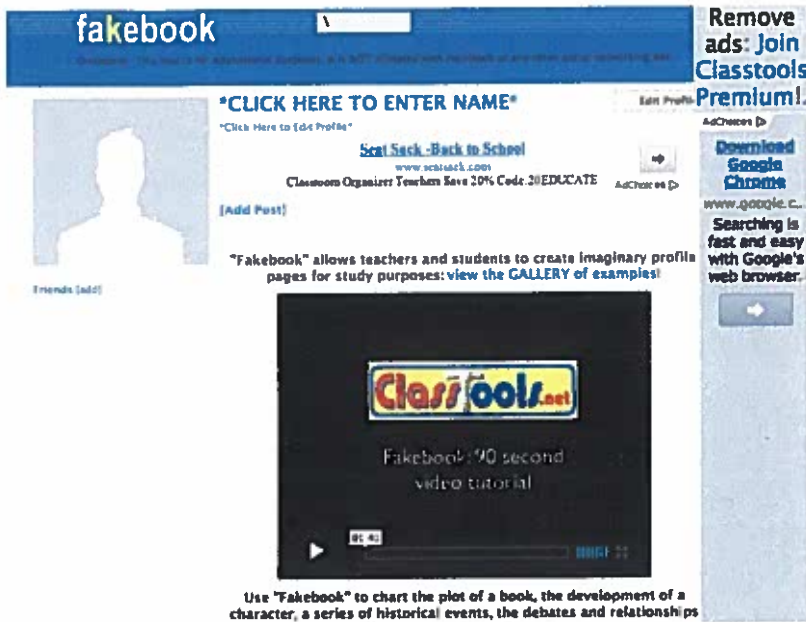 fakebook
\
Remove
ads: Join
Classtools
Premium!.
AdChoices
*CLICK HERE TO ENTER NAME*
Edit Profile
*Click Here to Edit Profile*
Seat Sack -Back to School
www.seatsack.com
Classroom Organizer Teachers Save 20% Code.20EDUCATE
AdChoices
[Add Post]
Download
Google
Chrome
www.google.c..
Searching is
fast and easy
with Google's
web browser.
"Fakebook" allows teachers and students to create imaginary profile
pages for study purposes: view the GALLERY of examples!
Friends [add]
ClassTools.net
Fakebook: 90 second
video tutorial
01:41
Use "Fakebook" to chart the plot of a book, the development of a
character, a series of historical events, the debates and relationships